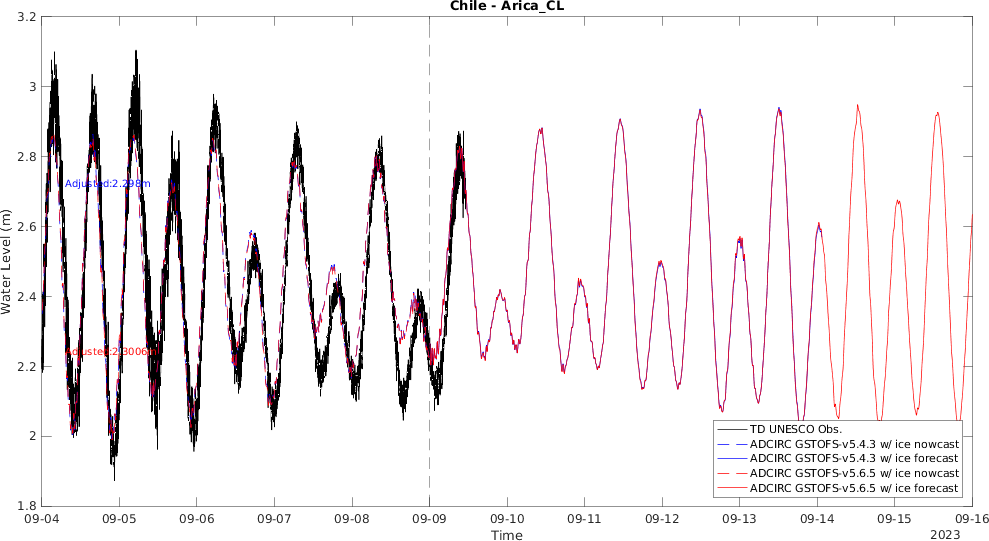 Chile - Arica_CL
3.2
3
2.8
2.6
2.4
2.2
2
1.8
Water Level (m)
Adjusted:2.298m
Adjusted:2.3006m
TD UNESCO Obs.
ADCIRC GSTOFS-v5.4.3 w/ ice nowcast
ADCIRC GSTOFS-v5.4.3 w/ ice forecast
ADCIRC GSTOFS-v5.6.5 w/ ice nowcast
ADCIRC GSTOFS-v5.6.5 w/ ice forecast
09-04 09-05 09-06 09-07 09-08 09-09 09-10 09-11 09-12 09-13 09-14 09-15 09-16
Time
2023